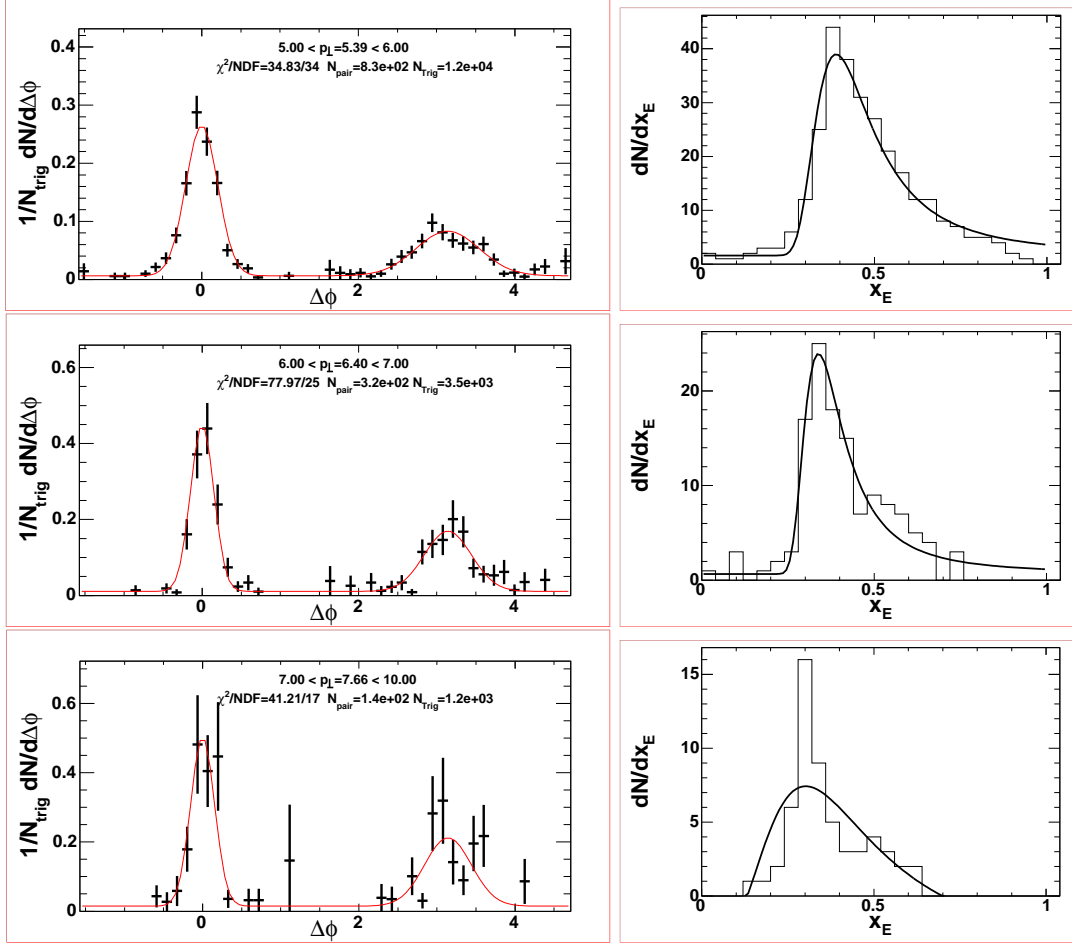 5.00 < p⊥=5.39 < 6.00
χ²/NDF=34.83/34 N_pair=8.3e+02 N_Trig=1.2e+04
1/N_trig dN/dΔϕ
0.4
0.3
0.2
0.1
0
0 2 4
Δϕ
dN/dx_E
40
20
0
0 0.5 1
x_E
6.00 < p⊥=6.40 < 7.00
χ²/NDF=77.97/25 N_pair=3.2e+02 N_Trig=3.5e+03
1/N_trig dN/dΔϕ
0.6
0.4
0.2
0
0 2 4
Δϕ
dN/dx_E
20
10
0
0 0.5 1
x_E
7.00 < p⊥=7.66 < 10.00
χ²/NDF=41.21/17 N_pair=1.4e+02 N_Trig=1.2e+03
1/N_trig dN/dΔϕ
0.6
0.4
0.2
0
0 2 4
Δϕ
dN/dx_E
15
10
5
0
0 0.5 1
x_E